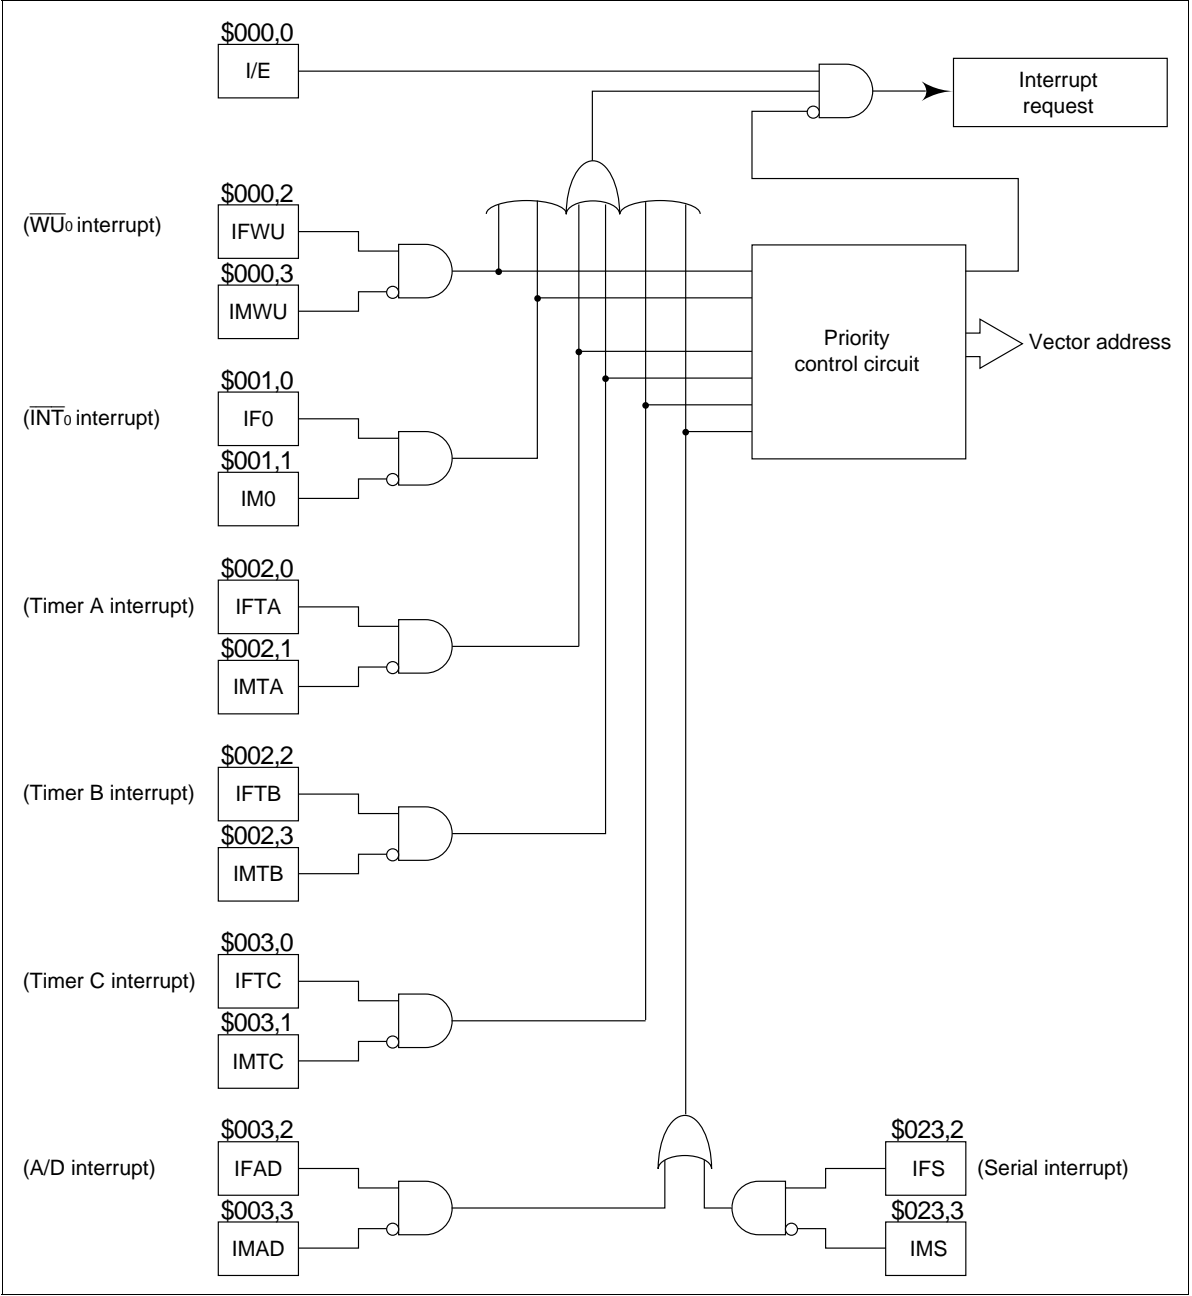 $000,0
I/E
Interrupt
request
$000,2
(W̅U̅0 interrupt)
IFWU
$000,3
IMWU
Priority
control circuit
Vector address
$001,0
(I̅N̅T̅0 interrupt)
IF0
$001,1
IM0
$002,0
(Timer A interrupt)
IFTA
$002,1
IMTA
$002,2
(Timer B interrupt)
IFTB
$002,3
IMTB
$003,0
(Timer C interrupt)
IFTC
$003,1
IMTC
$003,2
(A/D interrupt)
IFAD
$003,3
IMAD
$023,2
IFS
(Serial interrupt)
$023,3
IMS